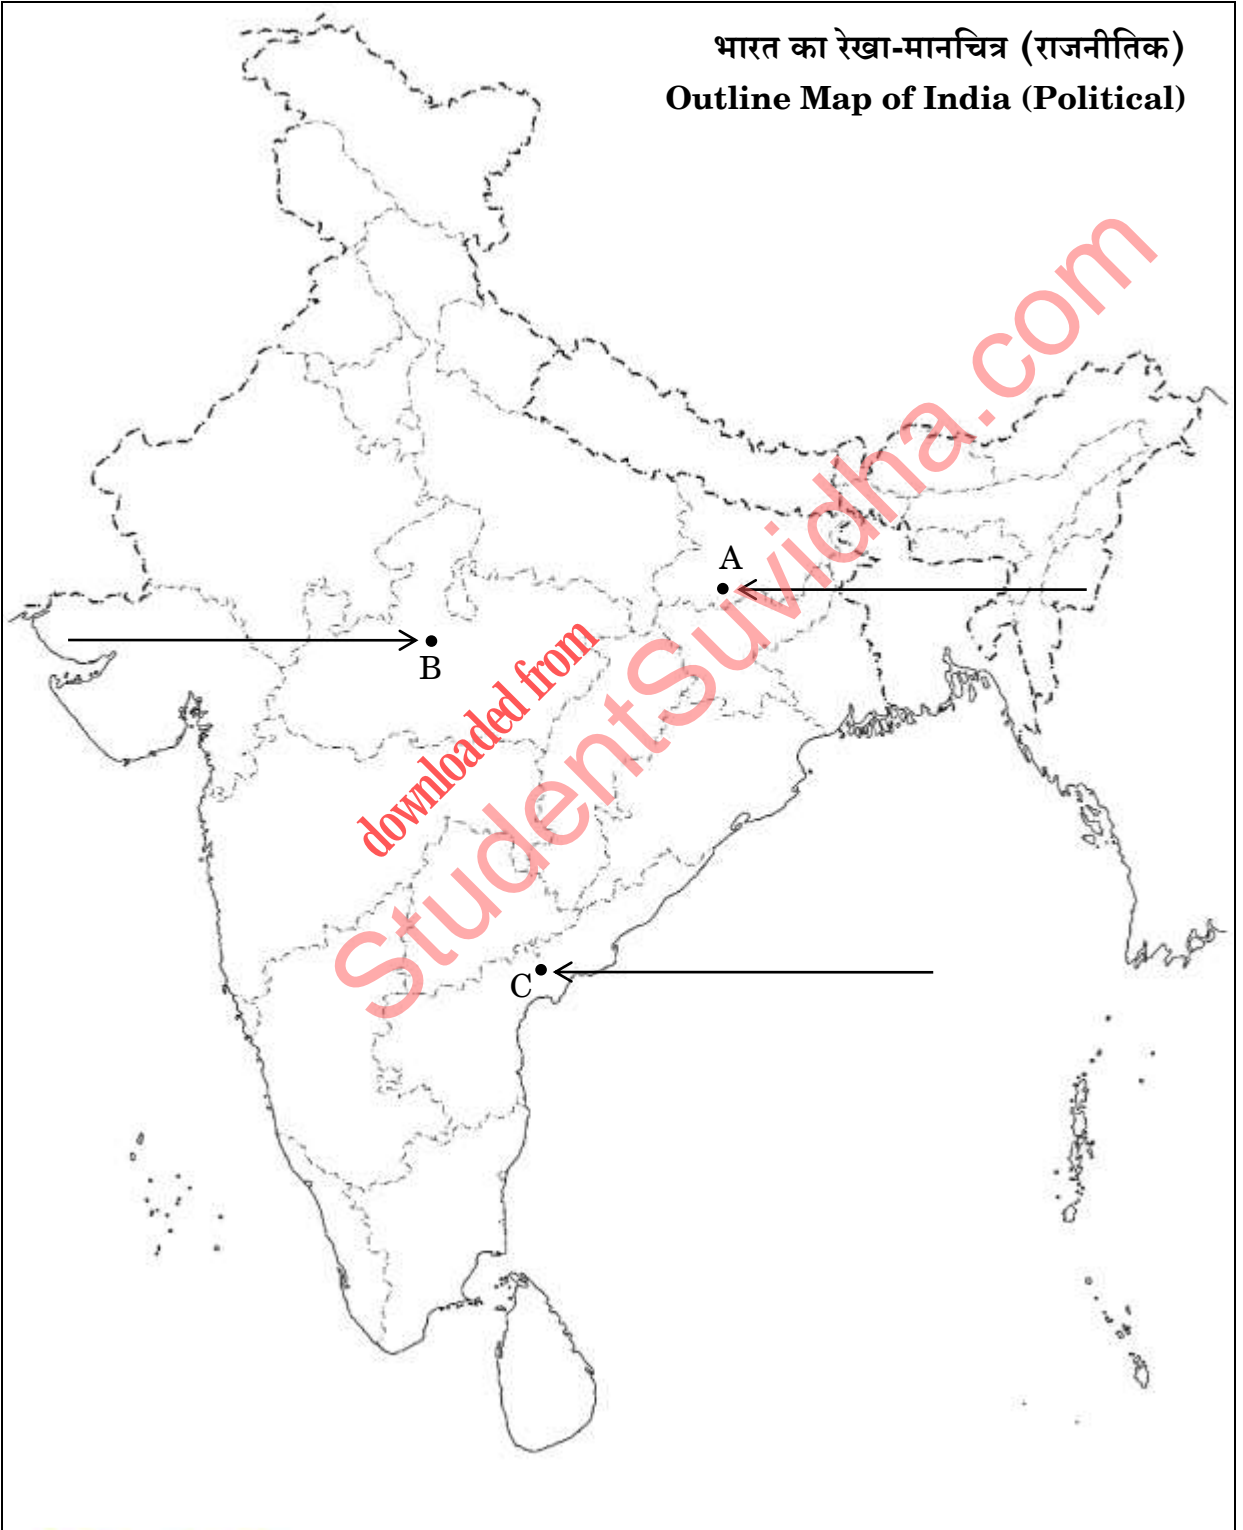 भारत का रेखा-मानचित्र (राजनीतिक)
Outline Map of India (Political)
A
B
C
downloaded from
StudentSuvidha.com